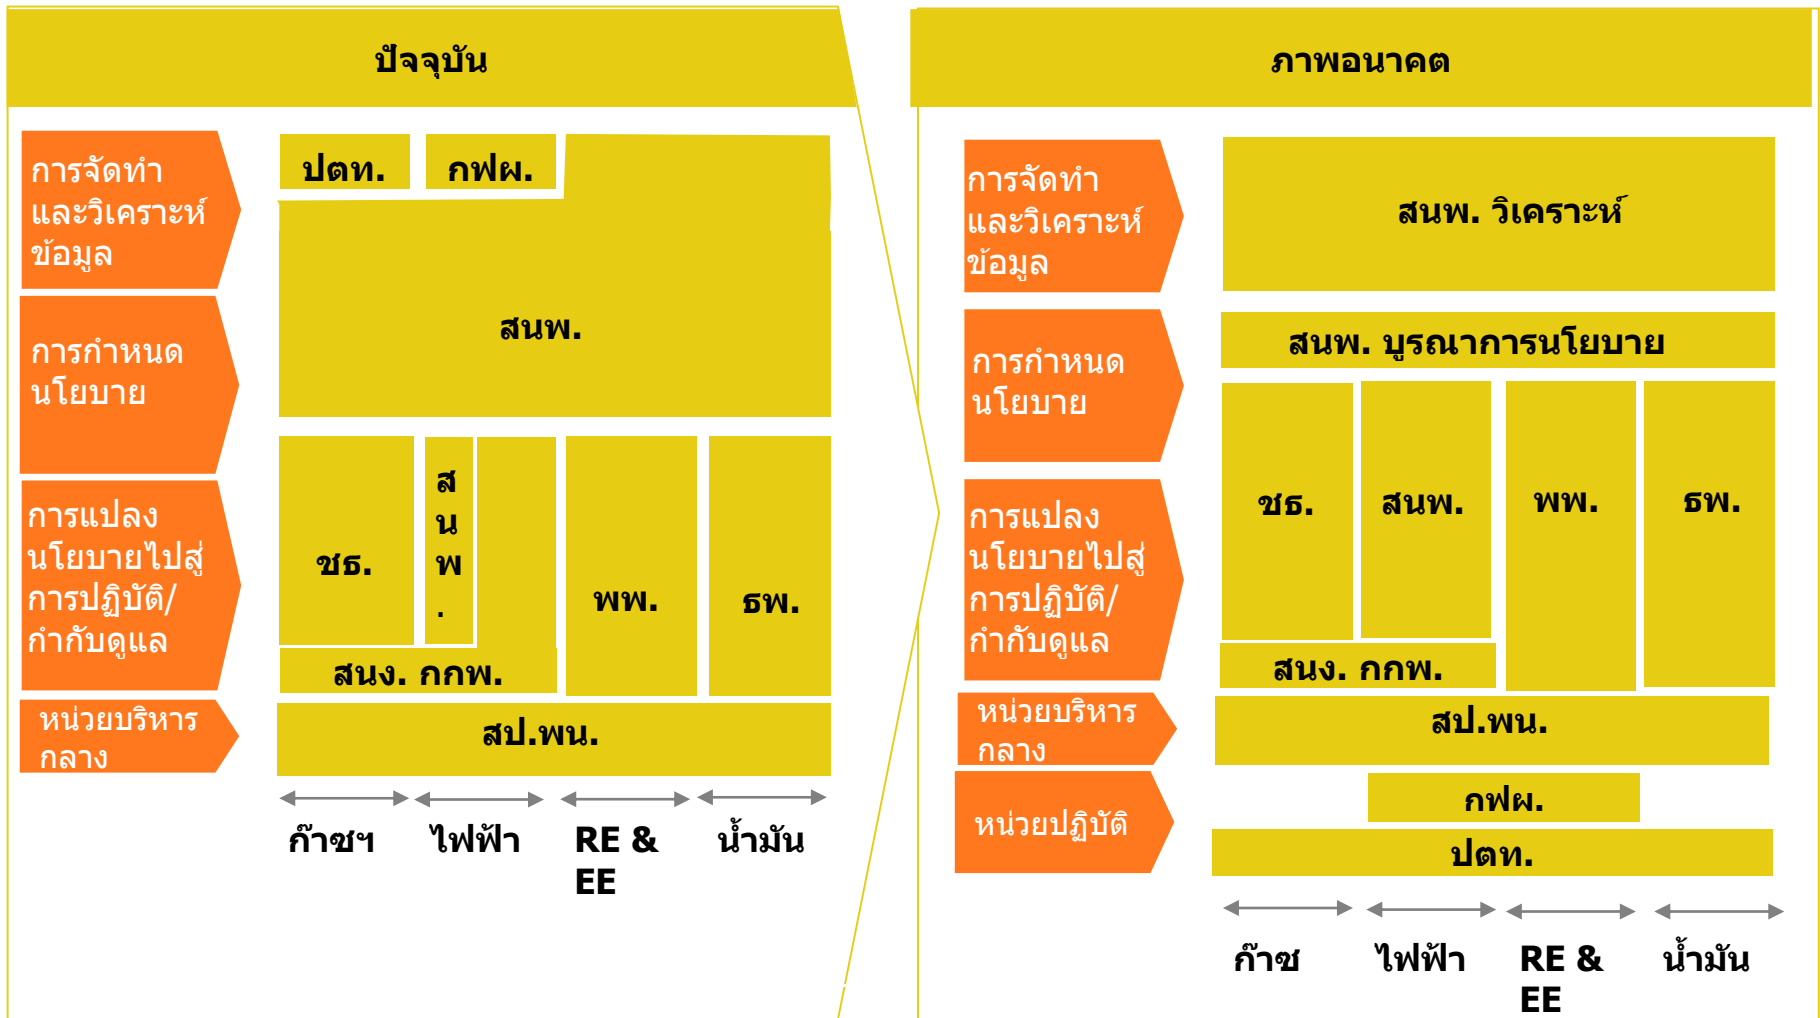 ปัจจุบัน
การจัดทำ
และวิเคราะห์
ข้อมูล
ปตท.
กฟผ.
สนพ.
การกำหนด
นโยบาย
การแปลง
นโยบายไปสู่
การปฏิบัติ/
กำกับดูแล
ชธ.
ส
น
พ
.
พพ.
ธพ.
สนง. กกพ.
หน่วยบริหาร
กลาง
สป.พน.
ก๊าซฯ
ไฟฟ้า
RE &
EE
น้ำมัน
ภาพอนาคต
การจัดทำ
และวิเคราะห์
ข้อมูล
สนพ. วิเคราะห์
การกำหนด
นโยบาย
สนพ. บูรณาการนโยบาย
การแปลง
นโยบายไปสู่
การปฏิบัติ/
กำกับดูแล
ชธ.
สนพ.
พพ.
ธพ.
สนง. กกพ.
หน่วยบริหาร
กลาง
สป.พน.
หน่วยปฏิบัติ
กฟผ.
ปตท.
ก๊าซ
ไฟฟ้า
RE &
EE
น้ำมัน